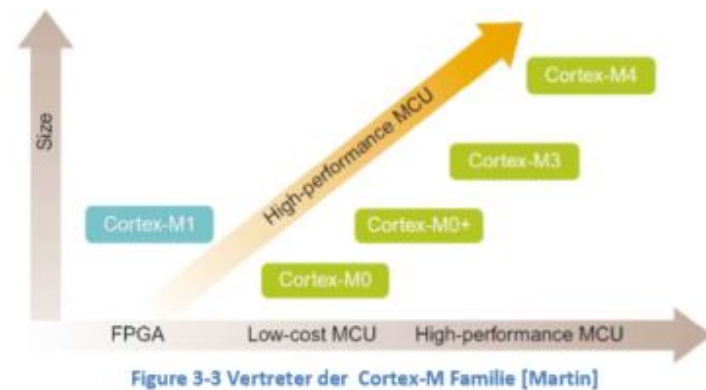 Size
High-performance MCU
Cortex-M4
Cortex-M3
Cortex-M1
Cortex-M0+
Cortex-M0
FPGA
Low-cost MCU
High-performance MCU
Figure 3-3 Vertreter der Cortex-M Familie [Martin]